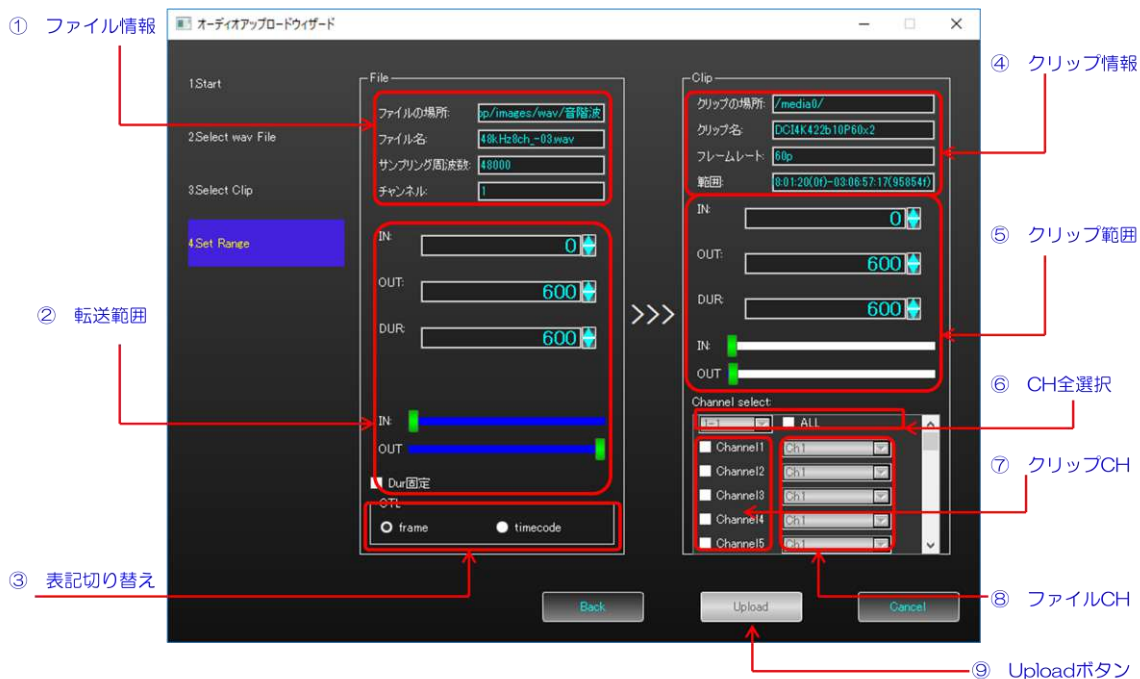 ① ファイル情報
② 転送範囲
③ 表記切り替え
オーディオアップロードウィザード
1.Start
2.Select wav File
3.Select Clip
4.Set Range
File
ファイルの場所: op/images/wav/音階波
ファイル名: 48kHz8ch_-03.wav
サンプリング周波数: 48000
チャンネル: 1
IN: 0
OUT: 600
DUR: 600
IN:
OUT
Dur固定
CTL
frame timecode
>>>
Clip
クリップの場所: /media0/
クリップ名: DCI4K422b10P60x2
フレームレート: 60p
範囲: 8:01:20(0f)-03:06:57:17(95854f)
IN: 0
OUT: 600
DUR: 600
IN:
OUT
Channel select:
1-1 ALL
Channel1 Ch1
Channel2 Ch1
Channel3 Ch1
Channel4 Ch1
Channel5 Ch1
Back Upload Cancel
④ クリップ情報
⑤ クリップ範囲
⑥ CH全選択
⑦ クリップCH
⑧ ファイルCH
⑨ Uploadボタン